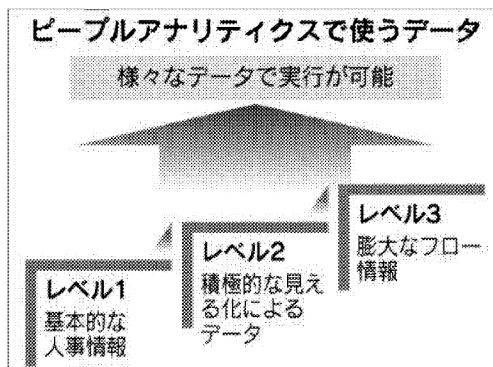 ピープルアナリティクスで使うデータ
様々なデータで実行が可能
レベル1
基本的な
人事情報
レベル2
積極的な見え
る化による
データ
レベル3
膨大なフロー
情報